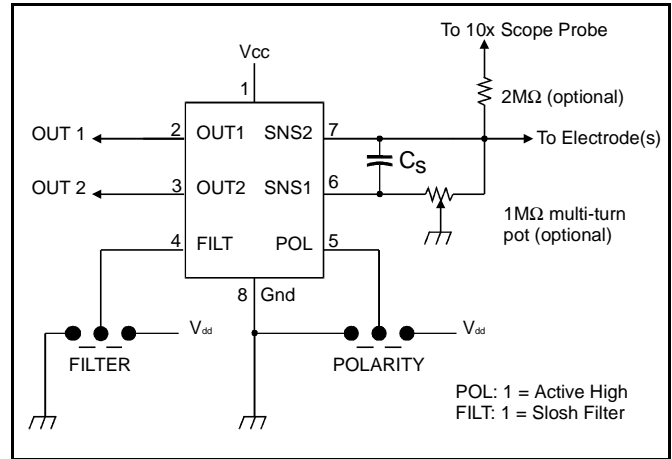 To 10x Scope Probe
Vcc
1
2MΩ (optional)
OUT 1
2
OUT1
SNS2
7
To Electrode(s)
CS
OUT 2
3
OUT2
SNS1
6
1MΩ multi-turn
pot (optional)
4
FILT
POL
5
8
Gnd
Vdd
Vdd
FILTER
POLARITY
POL: 1 = Active High
FILT: 1 = Slosh Filter